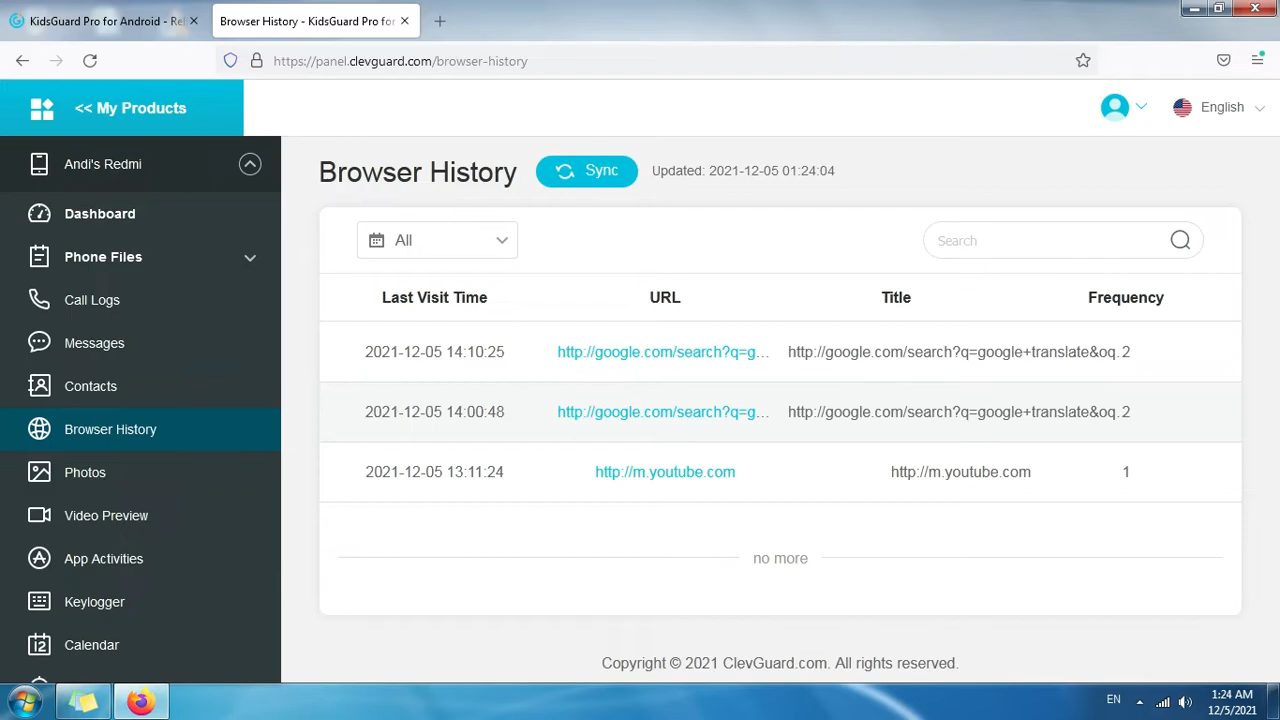 KidsGuard Pro for Android - Rel
Browser History - KidsGuard Pro for
https://panel.clevguard.com/browser-history
<< My Products
English
Andi's Redmi
Dashboard
Phone Files
Call Logs
Messages
Contacts
Browser History
Photos
Video Preview
App Activities
Keylogger
Calendar
Browser History
Sync
Updated: 2021-12-05 01:24:04
All
Search
Last Visit Time URL Title Frequency
2021-12-05 14:10:25 http://google.com/search?q=g... http://google.com/search?q=google+translate&oq. 2
2021-12-05 14:00:48 http://google.com/search?q=g... http://google.com/search?q=google+translate&oq. 2
2021-12-05 13:11:24 http://m.youtube.com http://m.youtube.com 1
no more
Copyright © 2021 ClevGuard.com. All rights reserved.
EN
1:24 AM
12/5/2021